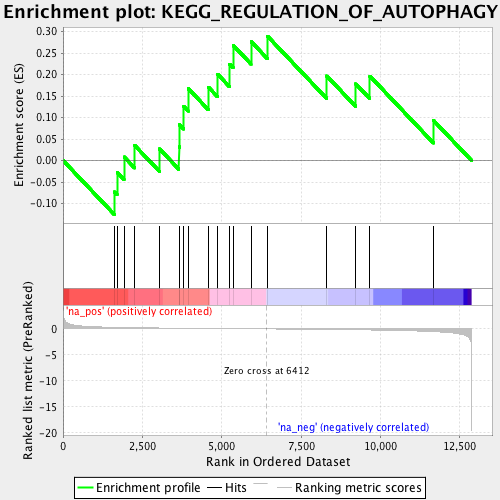 Enrichment plot: KEGG_REGULATION_OF_AUTOPHAGY
Enrichment score (ES)
0.30
0.25
0.20
0.15
0.10
0.05
0.00
-0.05
-0.10
'na_pos' (positively correlated)
Ranked list metric (PreRanked)
0
-5
-10
-15
-20
Zero cross at 6412
'na_neg' (negatively correlated)
0
2,500
5,000
7,500
10,000
12,500
Rank in Ordered Dataset
Enrichment profile
Hits
Ranking metric scores